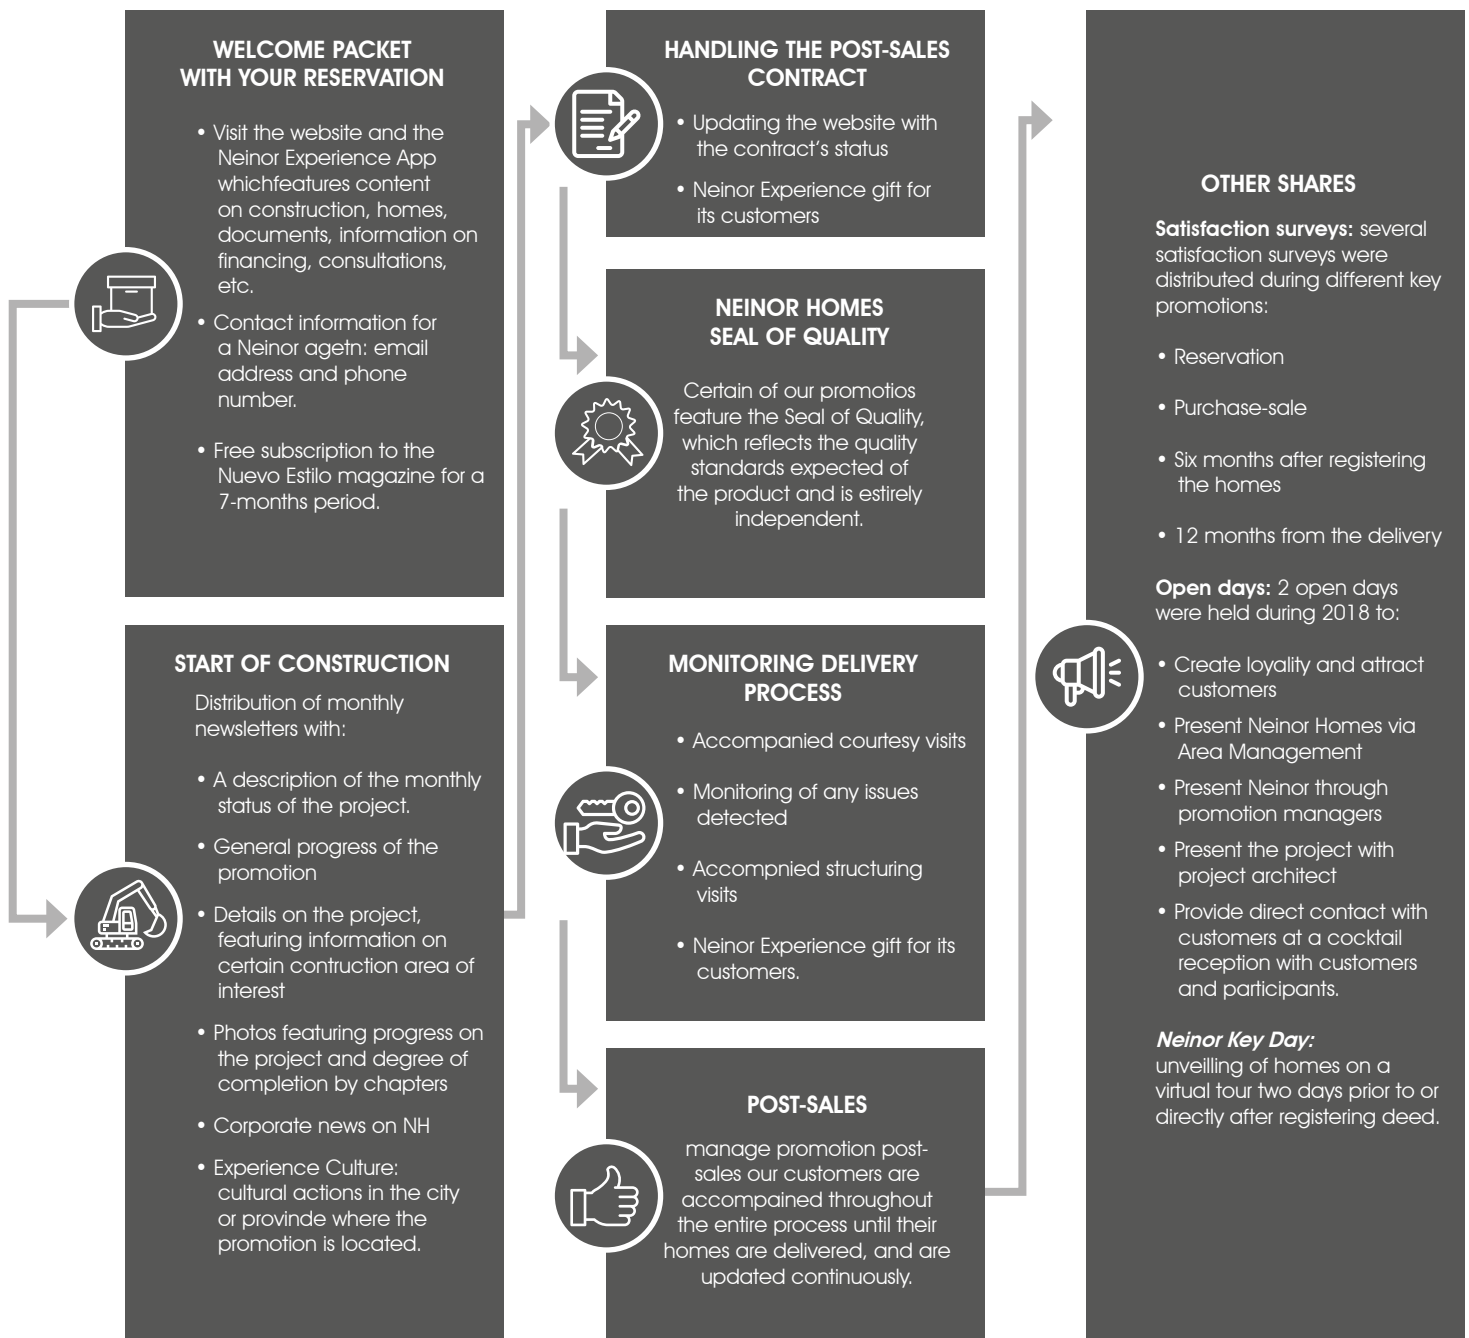 WELCOME PACKET
WITH YOUR RESERVATION
• Visit the website and the
Neinor Experience App
whichfeatures content
on construction, homes,
documents, information on
financing, consultations,
etc.
• Contact information for
a Neinor agetn: email
address and phone
number.
• Free subscription to the
Nuevo Estilo magazine for a
7-months period.
START OF CONSTRUCTION
Distribution of monthly
newsletters with:
• A description of the monthly
status of the project.
• General progress of the
promotion
• Details on the project,
featuring information on
certain contruction area of
interest
• Photos featuring progress on
the project and degree of
completion by chapters
• Corporate news on NH
• Experience Culture:
cultural actions in the city
or provinde where the
promotion is located.
HANDLING THE POST-SALES
CONTRACT
• Updating the website with
the contract's status
• Neinor Experience gift for
its customers
NEINOR HOMES
SEAL OF QUALITY
Certain of our promotios
feature the Seal of Quality,
which reflects the quality
standards expected of
the product and is estirely
independent.
MONITORING DELIVERY
PROCESS
• Accompanied courtesy visits
• Monitoring of any issues
detected
• Accompnied structuring
visits
• Neinor Experience gift for its
customers.
POST-SALES
manage promotion post-
sales our customers are
accompained throughout
the entire process until their
homes are delivered, and are
updated continuously.
OTHER SHARES
Satisfaction surveys: several
satisfaction surveys were
distributed during different key
promotions:
• Reservation
• Purchase-sale
• Six months after registering
the homes
• 12 months from the delivery
Open days: 2 open days
were held during 2018 to:
• Create loyality and attract
customers
• Present Neinor Homes via
Area Management
• Present Neinor through
promotion managers
• Present the project with
project architect
• Provide direct contact with
customers at a cocktail
reception with customers
and participants.
Neinor Key Day:
unveilling of homes on a
virtual tour two days prior to or
directly after registering deed.